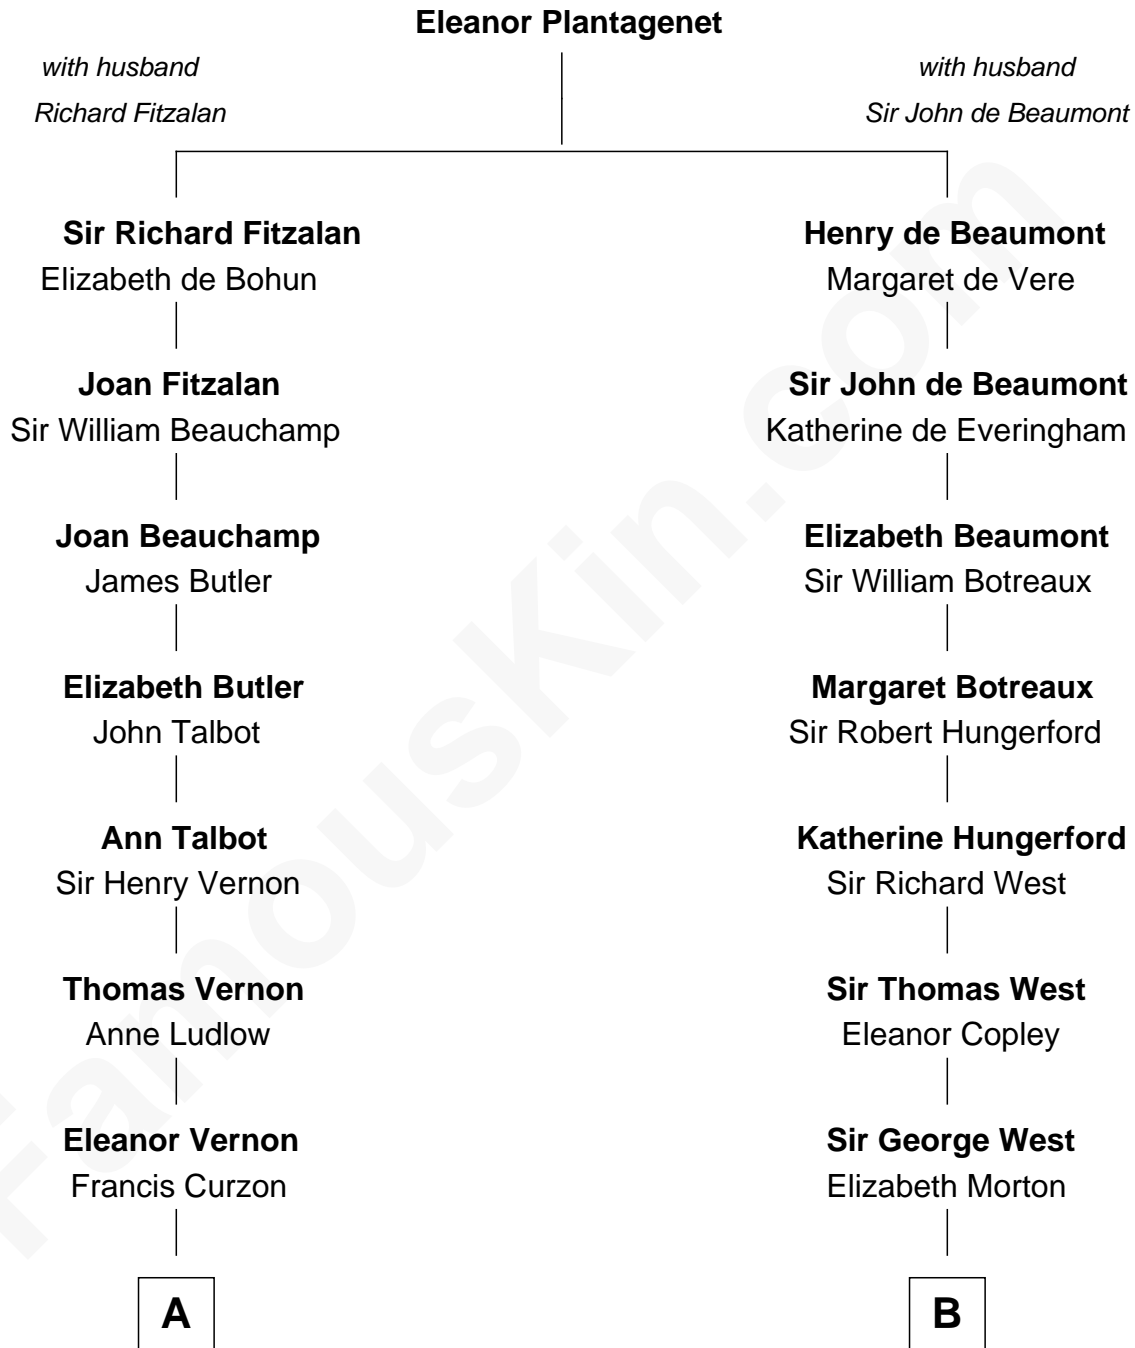 Eleanor Plantagenet
with husband
Richard Fitzalan
with husband
Sir John de Beaumont
Sir Richard Fitzalan
Elizabeth de Bohun
Henry de Beaumont
Margaret de Vere
Joan Fitzalan
Sir William Beauchamp
Sir John de Beaumont
Katherine de Everingham
Joan Beauchamp
James Butler
Elizabeth Beaumont
Sir William Botreaux
Elizabeth Butler
John Talbot
Margaret Botreaux
Sir Robert Hungerford
Ann Talbot
Sir Henry Vernon
Katherine Hungerford
Sir Richard West
Thomas Vernon
Anne Ludlow
Sir Thomas West
Eleanor Copley
Eleanor Vernon
Francis Curzon
Sir George West
Elizabeth Morton
A
B
FamousKin.com